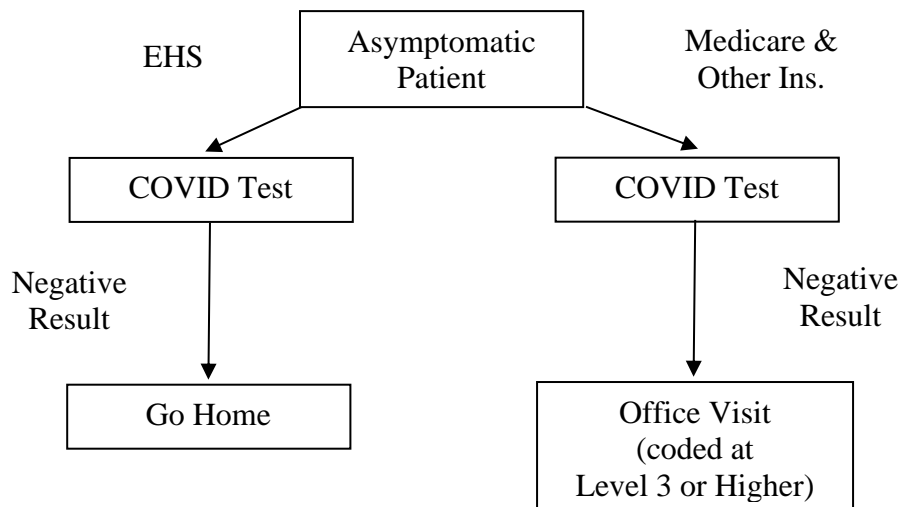 EHS
Asymptomatic
Patient
Medicare &
Other Ins.
COVID Test
COVID Test
Negative
Result
Negative
Result
Go Home
Office Visit
(coded at
Level 3 or Higher)